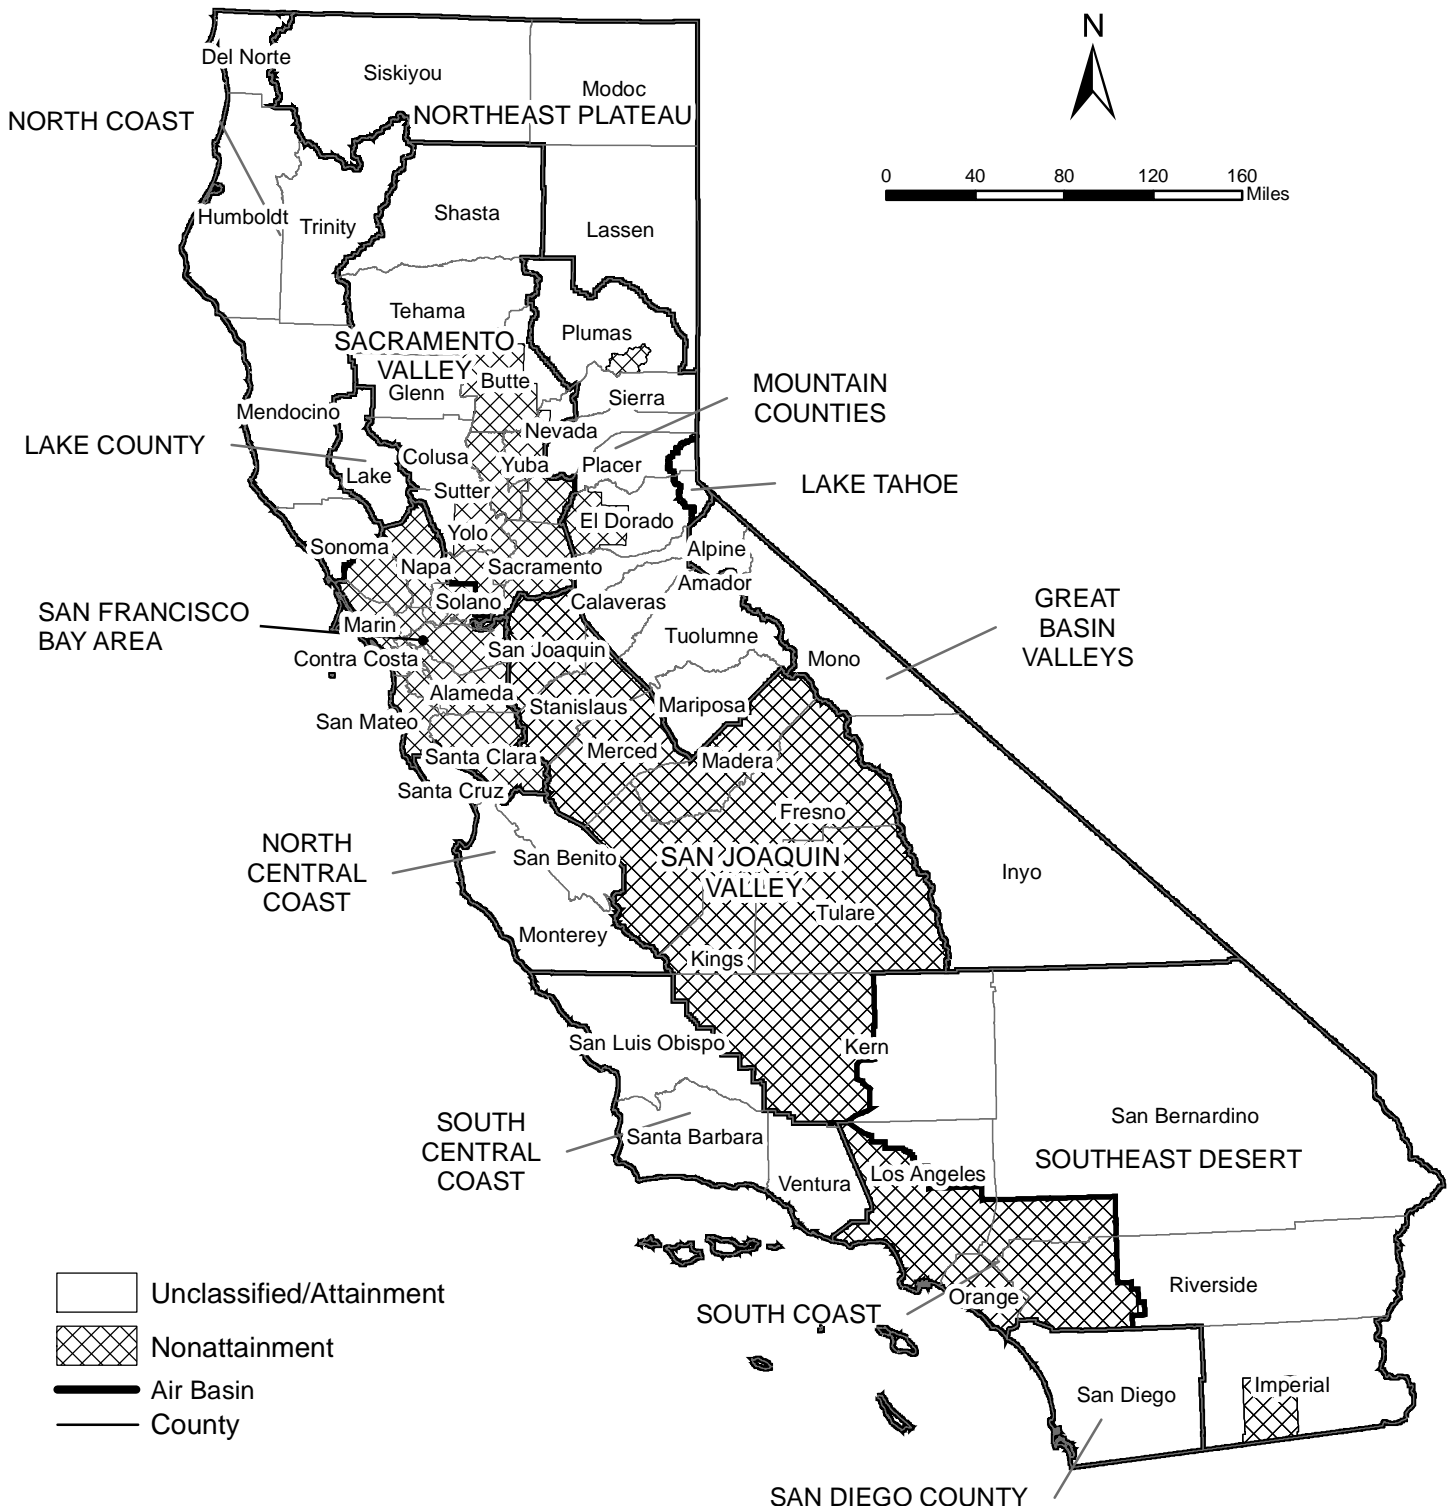 N
Del Norte
Siskiyou
Modoc
NORTH COAST
NORTHEAST PLATEAU
0 40 80 120 160
Miles
Humboldt
Trinity
Shasta
Lassen
Tehama
Plumas
SACRAMENTO
VALLEY
Glenn
Butte
Sierra
MOUNTAIN
COUNTIES
Mendocino
Nevada
LAKE COUNTY
Lake
Colusa
Yuba
Placer
LAKE TAHOE
Sutter
Yolo
El Dorado
Sonoma
Napa
Sacramento
Alpine
Amador
SAN FRANCISCO
BAY AREA
Solano
Calaveras
GREAT
BASIN
VALLEYS
Marin
Tuolumne
Contra Costa
San Joaquin
Mono
Alameda
Stanislaus
Mariposa
San Mateo
Santa Clara
Merced
Madera
Santa Cruz
Fresno
NORTH
CENTRAL
COAST
San Benito
SAN JOAQUIN
VALLEY
Inyo
Tulare
Monterey
Kings
San Luis Obispo
Kern
SOUTH
CENTRAL
COAST
Santa Barbara
San Bernardino
SOUTHEAST DESERT
Ventura
Los Angeles
Orange
Riverside
SOUTH COAST
Unclassified/Attainment
Nonattainment
Air Basin
County
San Diego
Imperial
SAN DIEGO COUNTY